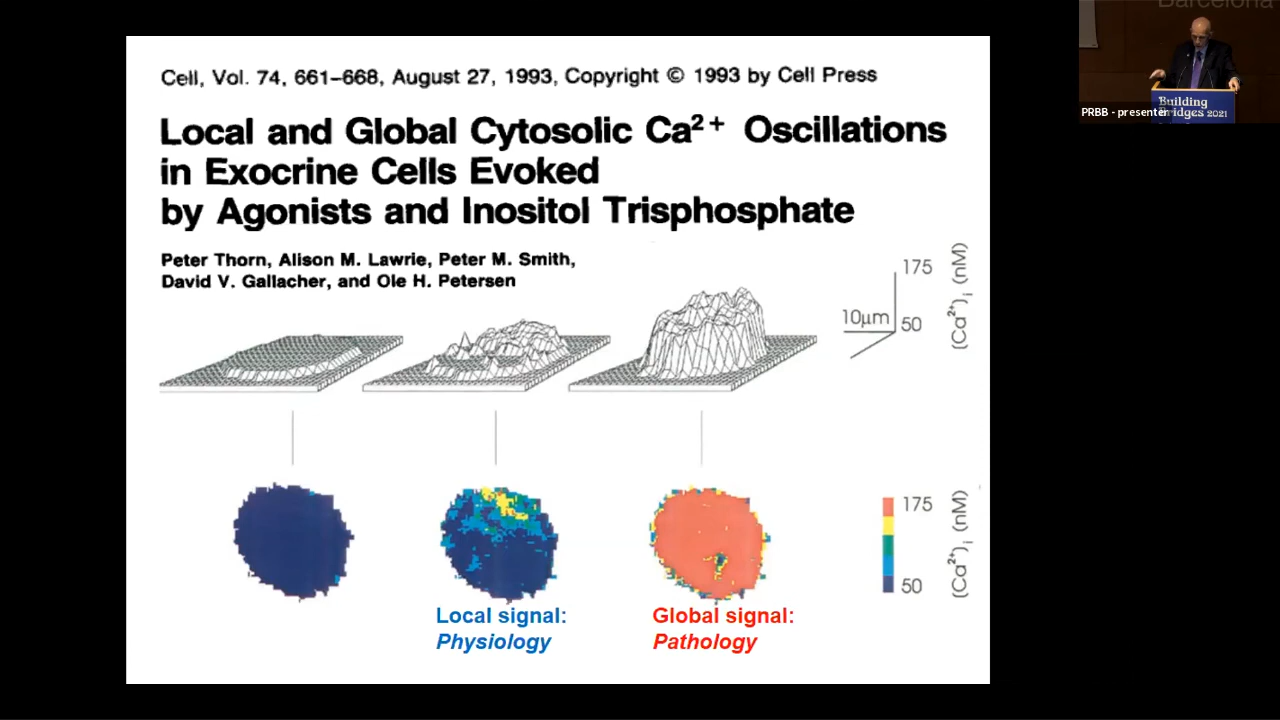 Barcelona
Cell, Vol. 74, 661–668, August 27, 1993, Copyright © 1993 by Cell Press
Local and Global Cytosolic Ca²⁺ Oscillations
in Exocrine Cells Evoked
by Agonists and Inositol Trisphosphate
Peter Thorn, Alison M. Lawrie, Peter M. Smith,
David V. Gallacher, and Ole H. Petersen
175
10µm
50
(Ca²⁺)i (nM)
175
50
(Ca²⁺)i (nM)
Local signal:
Physiology
Global signal:
Pathology
Building
Bridges 2021
PRBB - presenter